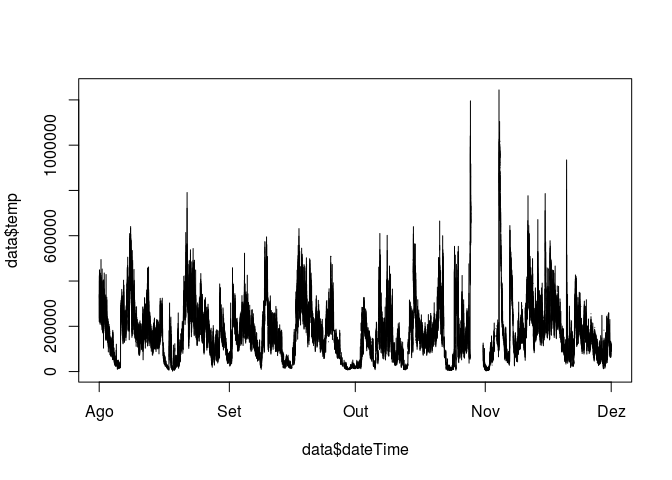 data$temp
1000000
600000
200000
0
Ago Set Out Nov Dez
data$dateTime